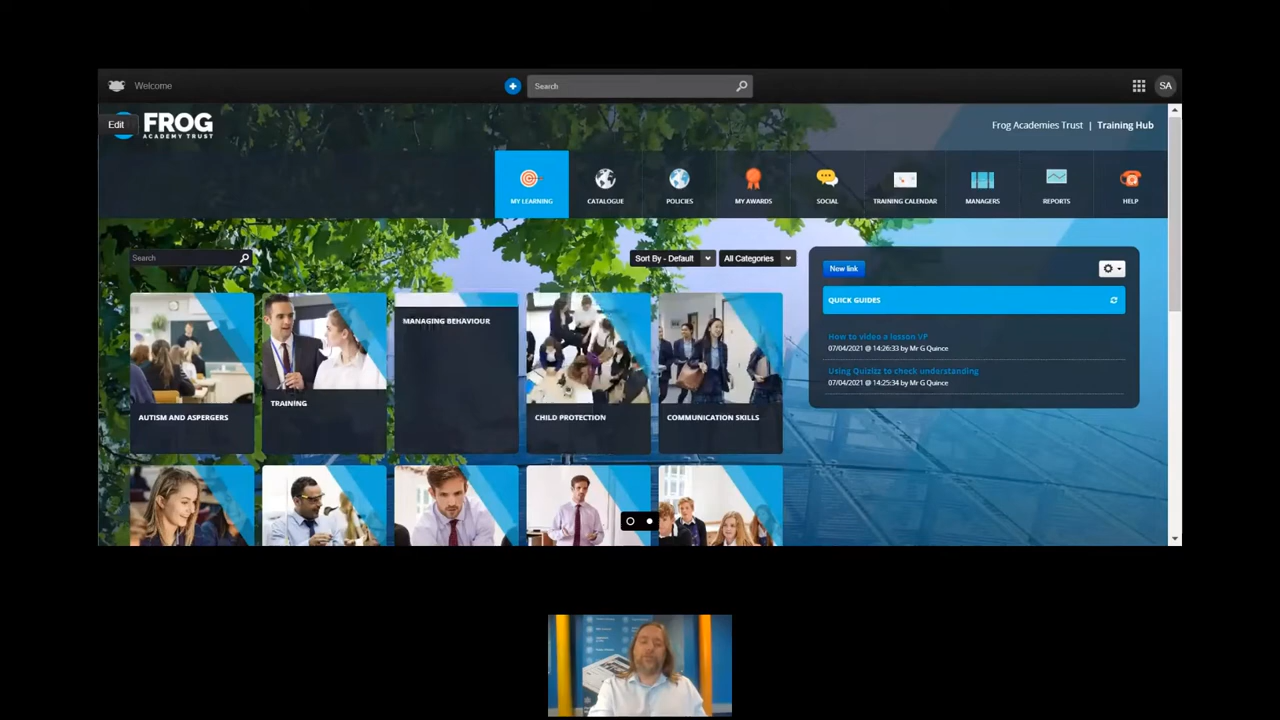 Welcome
Search
SA
Edit
FROG
ACADEMY TRUST
Frog Academies Trust | Training Hub
MY LEARNING
CATALOGUE
POLICIES
MY AWARDS
SOCIAL
TRAINING CALENDAR
MANAGERS
REPORTS
HELP
Search
Sort By - Default
All Categories
New link
QUICK GUIDES
How to video a lesson VP
07/04/2021 @ 14:26:33 by Mr G Quince
Using Quizizz to check understanding
07/04/2021 @ 14:25:34 by Mr G Quince
AUTISM AND ASPERGERS
TRAINING
MANAGING BEHAVIOUR
CHILD PROTECTION
COMMUNICATION SKILLS